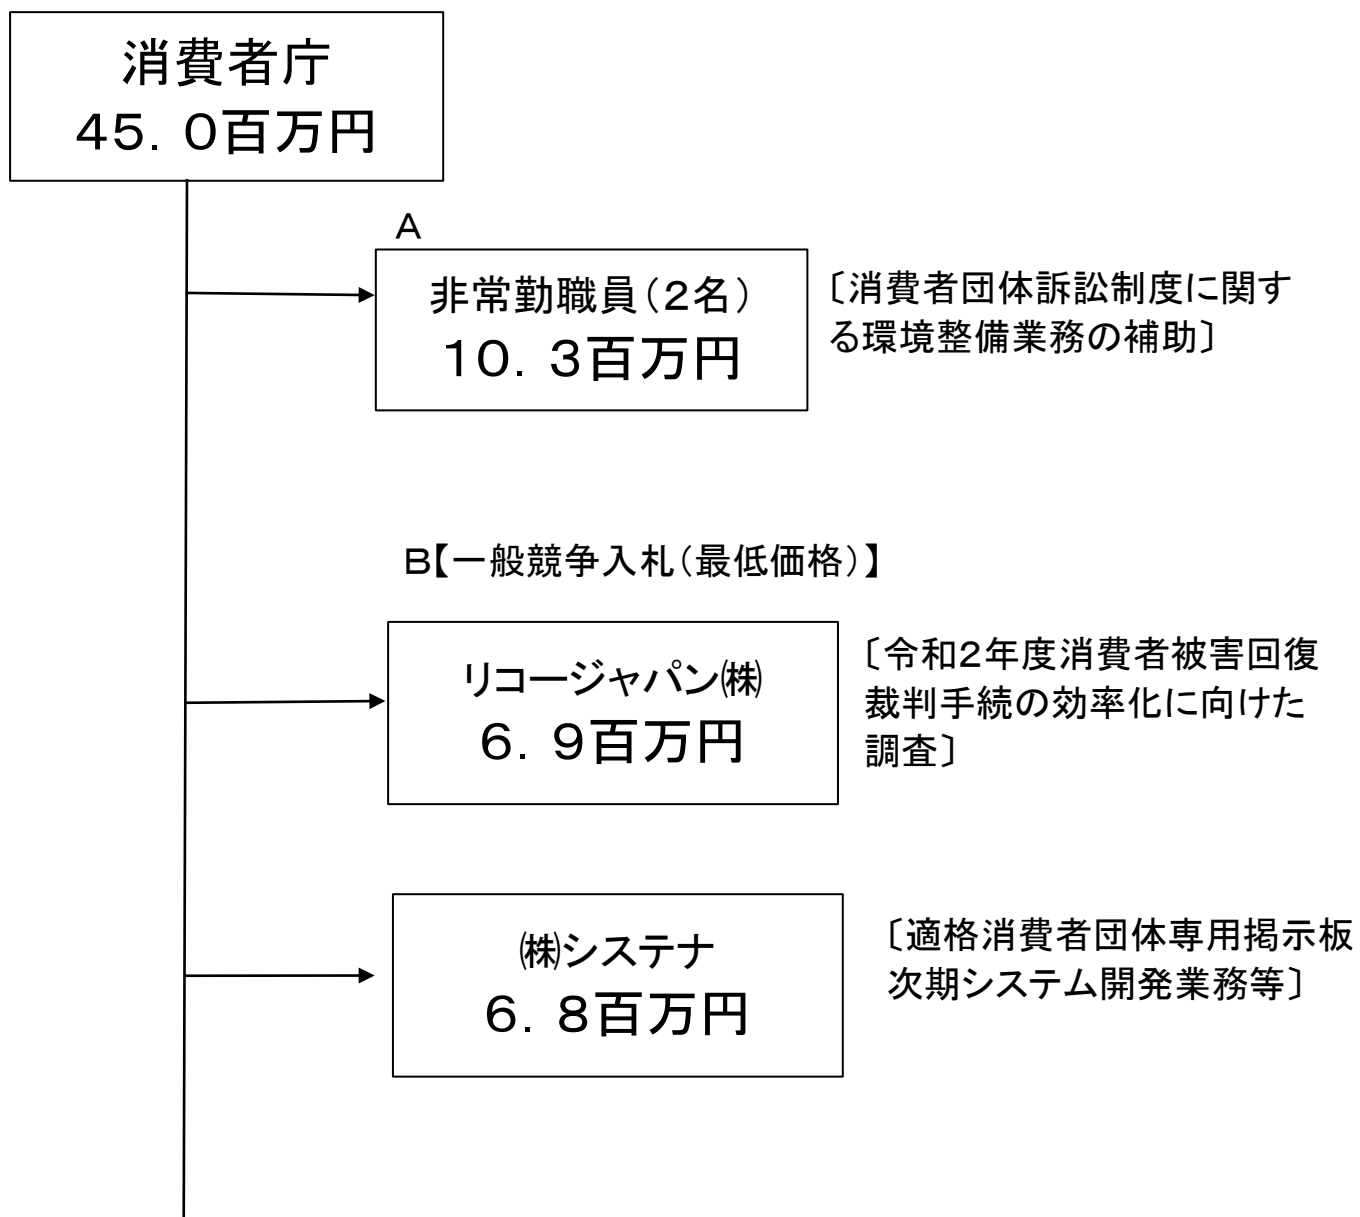 消費者庁
４５．０百万円
Ａ
非常勤職員（２名）
１０．３百万円
〔消費者団体訴訟制度に関す
る環境整備業務の補助〕
Ｂ【一般競争入札（最低価格）】
リコージャパン㈱
６．９百万円
〔令和２年度消費者被害回復
裁判手続の効率化に向けた
調査〕
㈱システナ
６．８百万円
〔適格消費者団体専用掲示板
次期システム開発業務等〕